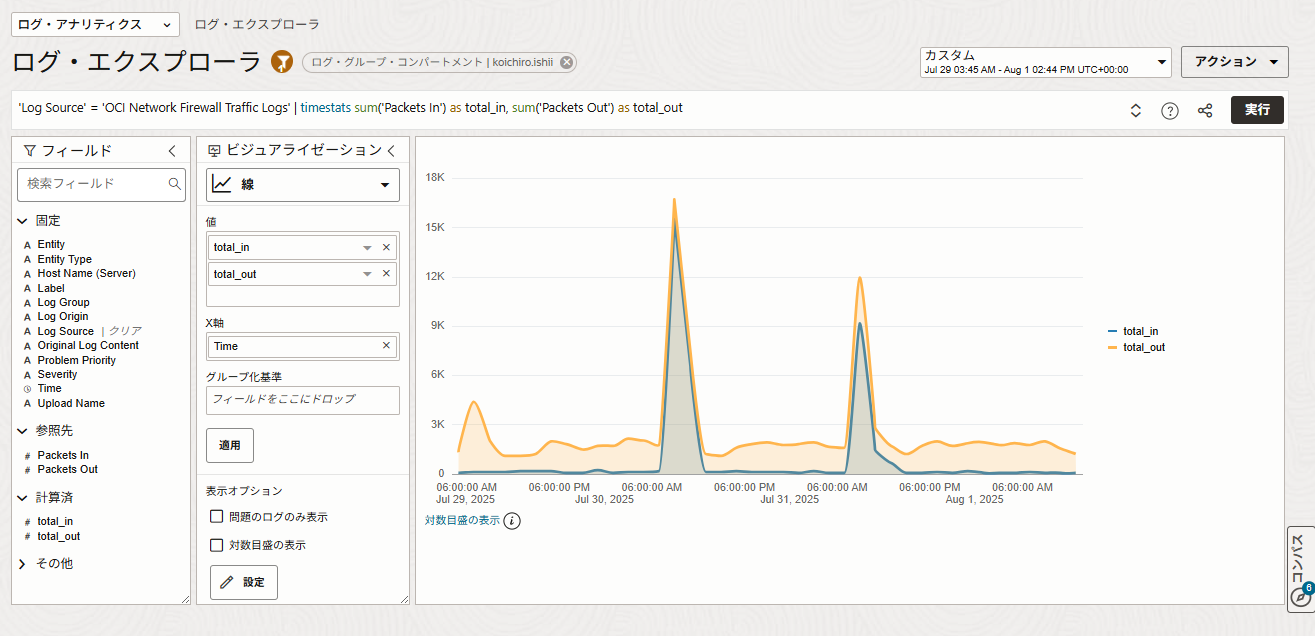 ログ・アナリティクス
ログ・エクスプローラ
ログ・エクスプローラ
ログ・グループ・コンパートメント | koichiro.ishii
カスタム
Jul 29 03:45 AM - Aug 1 02:44 PM UTC+00:00
アクション
'Log Source' = 'OCI Network Firewall Traffic Logs' | timestats sum('Packets In') as total_in, sum('Packets Out') as total_out
実行
フィールド
検索フィールド
固定
A Entity
A Entity Type
A Host Name (Server)
A Label
A Log Group
A Log Origin
A Log Source | クリア
A Original Log Content
A Problem Priority
A Severity
Time
A Upload Name
参照先
# Packets In
# Packets Out
計算済
# total_in
# total_out
その他
ビジュアライゼーション
線
値
total_in
total_out
X軸
Time
グループ化基準
フィールドをここにドロップ
適用
表示オプション
問題のログのみ表示
対数目盛の表示
設定
18K
15K
12K
9K
6K
3K
0
06:00:00 AM 06:00:00 PM 06:00:00 AM 06:00:00 PM 06:00:00 AM 06:00:00 PM 06:00:00 AM
Jul 29, 2025 Jul 30, 2025 Jul 31, 2025 Aug 1, 2025
total_in
total_out
対数目盛の表示
コンパス
6